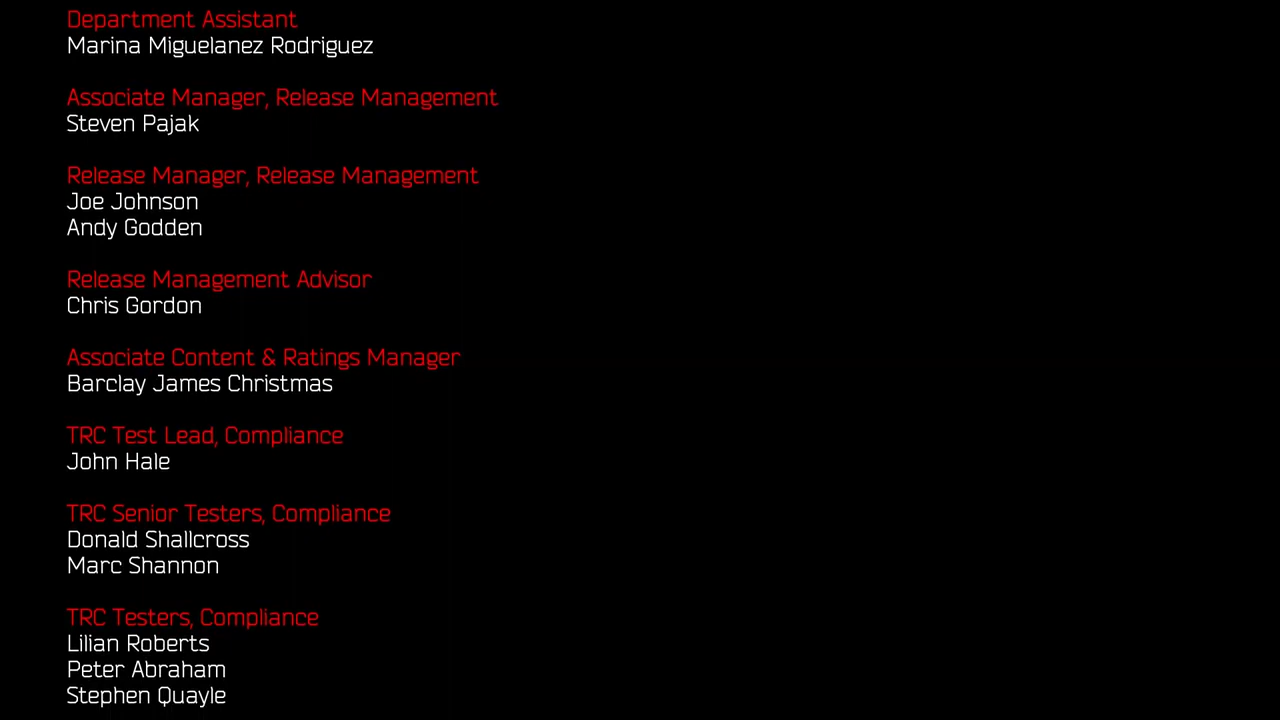 Department Assistant
Marina Miguelanez Rodriguez
Associate Manager, Release Management
Steven Pajak
Release Manager, Release Management
Joe Johnson
Andy Godden
Release Management Advisor
Chris Gordon
Associate Content & Ratings Manager
Barclay James Christmas
TRC Test Lead, Compliance
John Hale
TRC Senior Testers, Compliance
Donald Shallcross
Marc Shannon
TRC Testers, Compliance
Lilian Roberts
Peter Abraham
Stephen Quayle